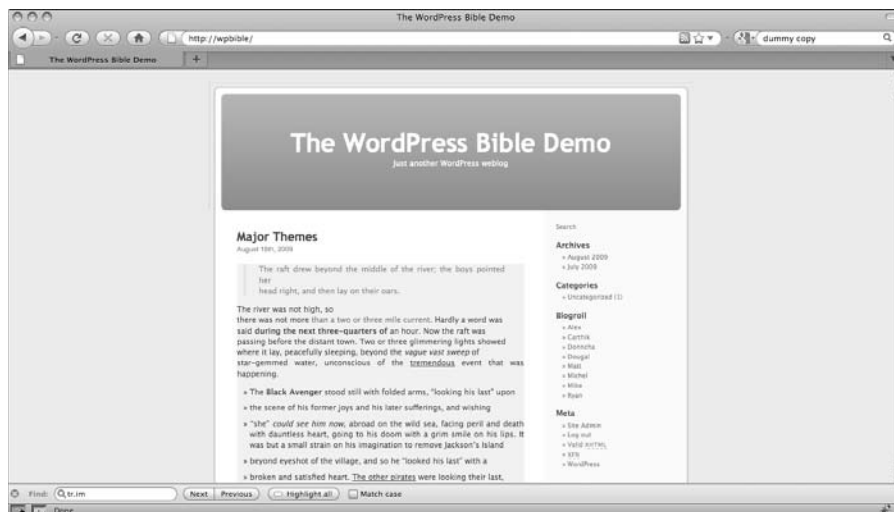 The WordPress Bible Demo
http://wpbible/
dummy copy
The WordPress Bible Demo
+
The WordPress Bible Demo
Just another WordPress weblog
Major Themes
August 18th, 2009
The raft drew beyond the middle of the river; the boys pointed
her
head right, and then lay on their oars.
The river was not high, so
there was not more than a two or three mile current. Hardly a word was
said during the next three-quarters of an hour. Now the raft was
passing before the distant town. Two or three glimmering lights showed
where it lay, peacefully sleeping, beyond the vague vast sweep of
star-gemmed water, unconscious of the tremendous event that was
happening.
» The Black Avenger stood still with folded arms, "looking his last" upon
» the scene of his former joys and his later sufferings, and wishing
» "she" could see him now, abroad on the wild sea, facing peril and death
with dauntless heart, going to his doom with a grim smile on his lips. It
was but a small strain on his imagination to remove Jackson's Island
» beyond eyeshot of the village, and so he "looked his last" with a
» broken and satisfied heart. The other pirates were looking their last,
Search
Archives
» August 2009
» July 2009
Categories
» Uncategorized (1)
Blogroll
» Alex
» Carthik
» Donncha
» Dougal
» Matt
» Michel
» Mike
» Ryan
Meta
» Site Admin
» Log out
» Valid XHTML
» XFN
» WordPress
Find: tr.im Next Previous Highlight all Match case
Done